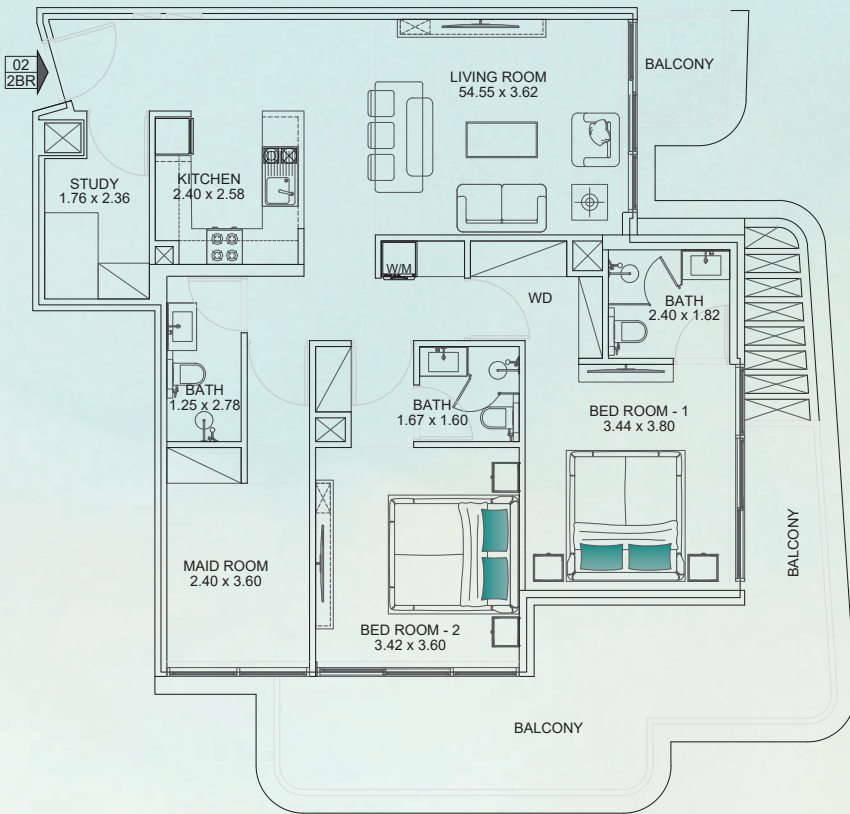 02
2BR
LIVING ROOM
54.55 x 3.62
BALCONY
STUDY
1.76 x 2.36
KITCHEN
2.40 x 2.58
W/M
WD
BATH
2.40 x 1.82
BATH
1.25 x 2.78
BATH
1.67 x 1.60
BED ROOM - 1
3.44 x 3.80
MAID ROOM
2.40 x 3.60
BED ROOM - 2
3.42 x 3.60
BALCONY
BALCONY